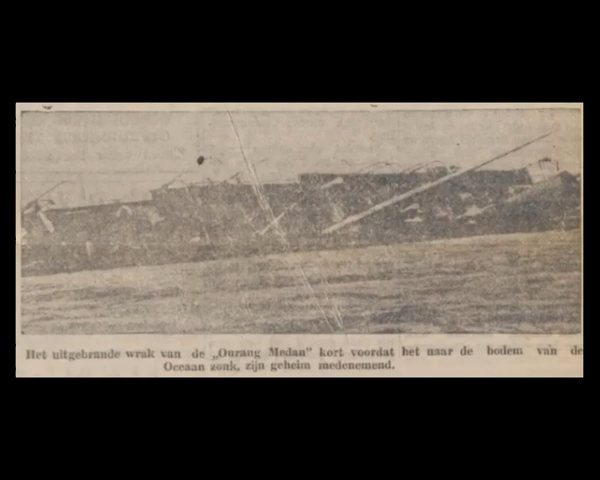 Het uitgebrande wrak van de „Ourang Medan” kort voordat het naar de bodem van de
Oceaan zonk, zijn geheim medenemend.